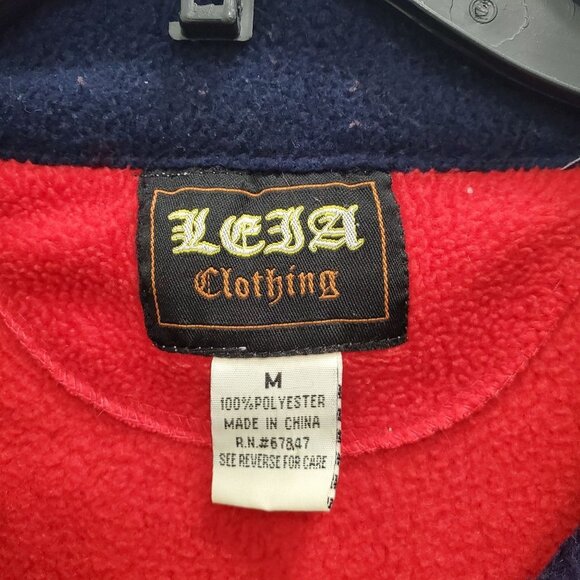 LEIA
Clothing
M
100%POLYESTER
MADE IN CHINA
R.N.#67847
SEE REVERSE FOR CARE